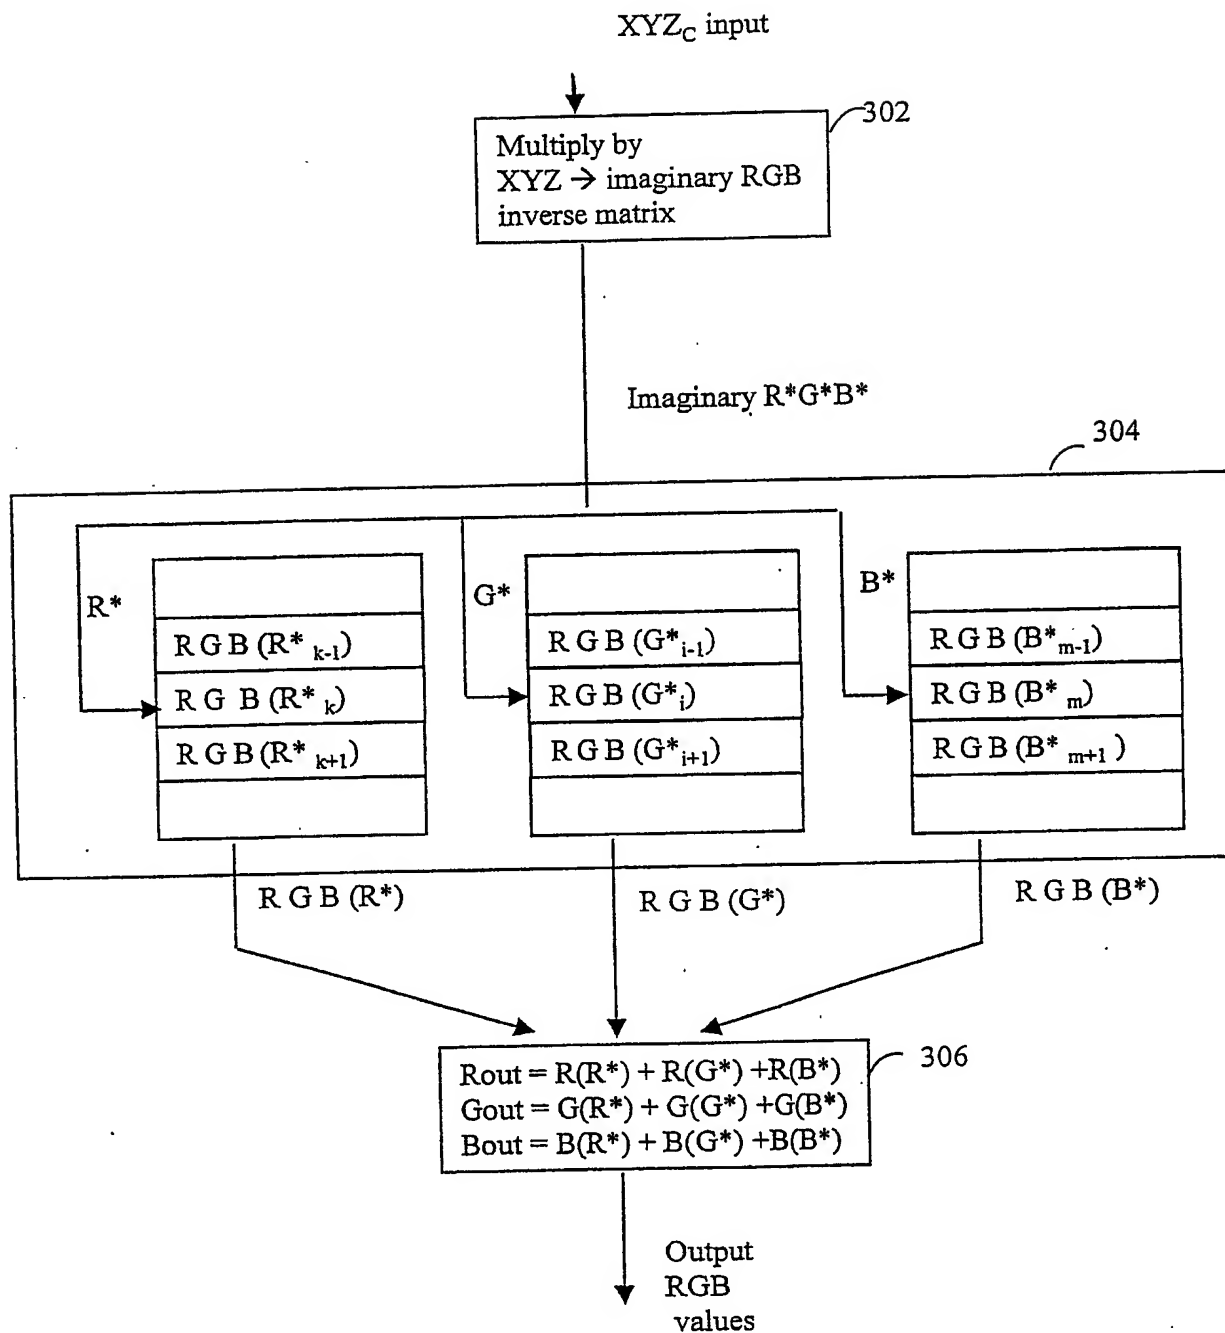 XYZC input
302
Multiply by
XYZ → imaginary RGB
inverse matrix
Imaginary R*G*B*
304
R*
G*
B*
R G B (R* k-1)
R G B (R* k)
R G B (R* k+1)
R G B (G*i-1)
R G B (G*i)
R G B (G*i+1)
R G B (B*m-1)
R G B (B* m)
R G B (B* m+1 )
R G B (R*)
R G B (G*)
R G B (B*)
306
Rout = R(R*) + R(G*) +R(B*)
Gout = G(R*) + G(G*) +G(B*)
Bout = B(R*) + B(G*) +B(B*)
Output
RGB
values